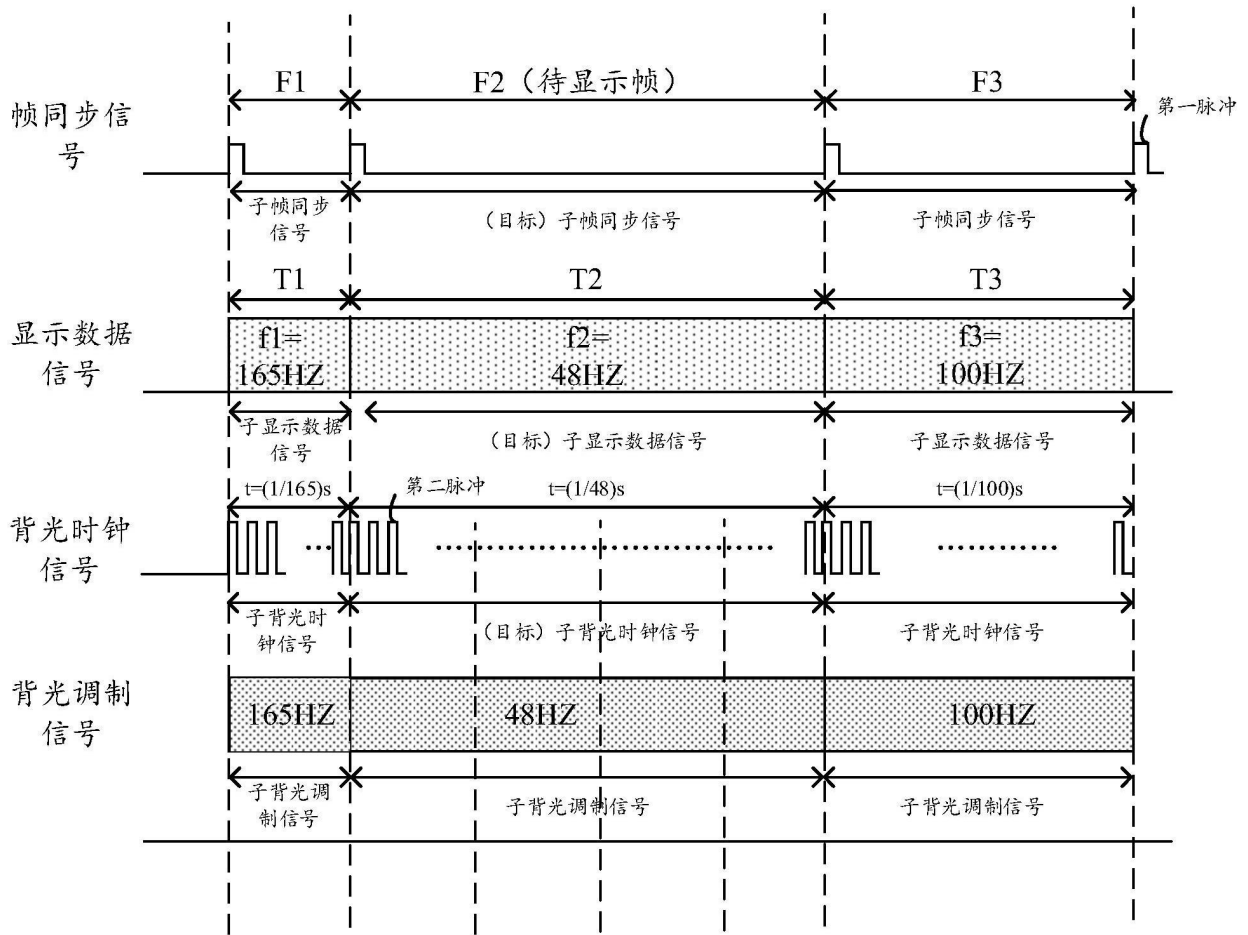 F1
F2（待显示帧）
F3
第一脉冲
帧同步信
号
子帧同步
信号
（目标）子帧同步信号
子帧同步信号
T1
T2
T3
显示数据
信号
f1=
165HZ
f2=
48HZ
f3=
100HZ
子显示数据
信号
（目标）子显示数据信号
子显示数据信号
t=(1/165)s
第二脉冲
t=(1/48)s
t=(1/100)s
背光时钟
信号
子背光时
钟信号
（目标）子背光时钟信号
子背光时钟信号
背光调制
信号
165HZ
48HZ
100HZ
子背光调
制信号
子背光调制信号
子背光调制信号